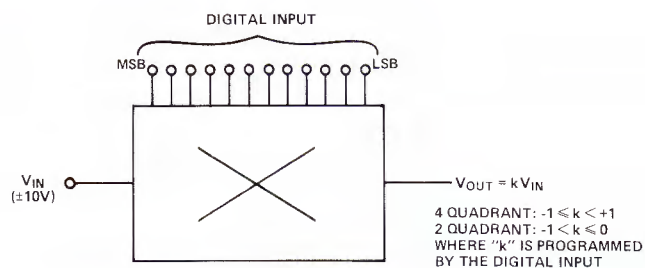 DIGITAL INPUT
MSB
LSB
VIN
(±10V)
VOUT = kVIN
4 QUADRANT: -1 ≤ k < +1
2 QUADRANT: -1 < k ≤ 0
WHERE "k" IS PROGRAMMED
BY THE DIGITAL INPUT